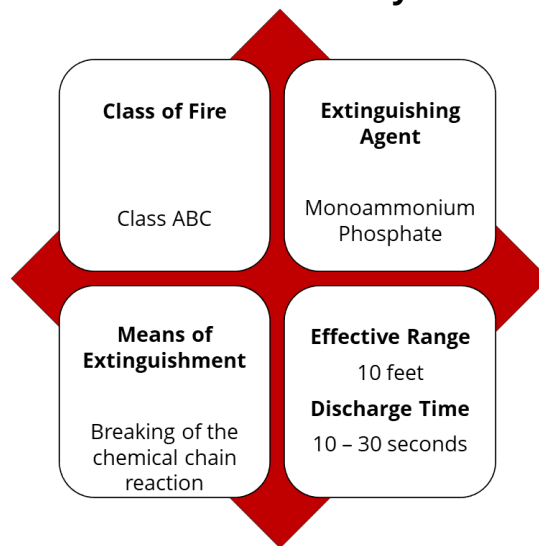 Class of Fire
Class ABC
Extinguishing
Agent
Monoammonium
Phosphate
Means of
Extinguishment
Breaking of the
chemical chain
reaction
Effective Range
10 feet
Discharge Time
10 – 30 seconds